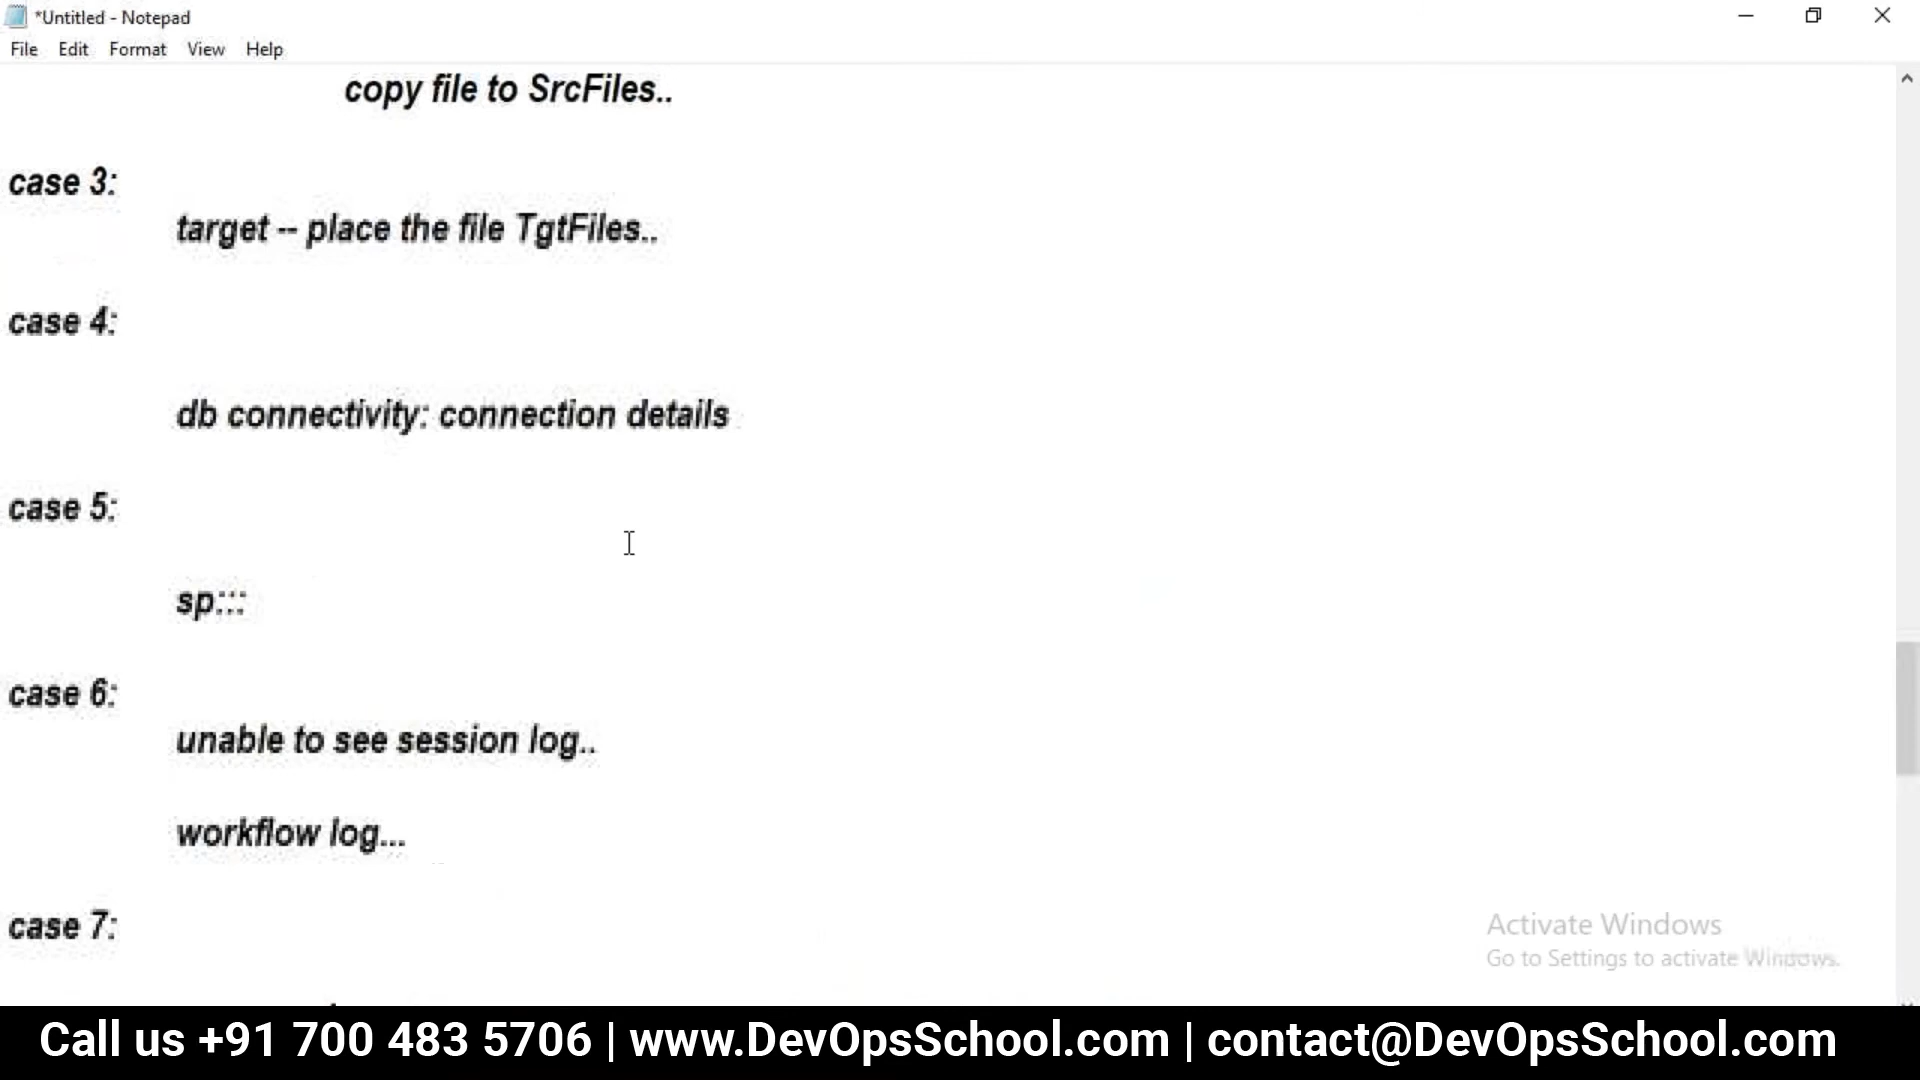 *Untitled - Notepad
File Edit Format View Help
copy file to SrcFiles..
case 3:
target -- place the file TgtFiles..
case 4:
db connectivity: connection details
case 5:
sp:::
case 6:
unable to see session log..
workflow log...
case 7:
Activate Windows
Go to Settings to activate Windows.
Call us +91 700 483 5706 | www.DevOpsSchool.com | contact@DevOpsSchool.com